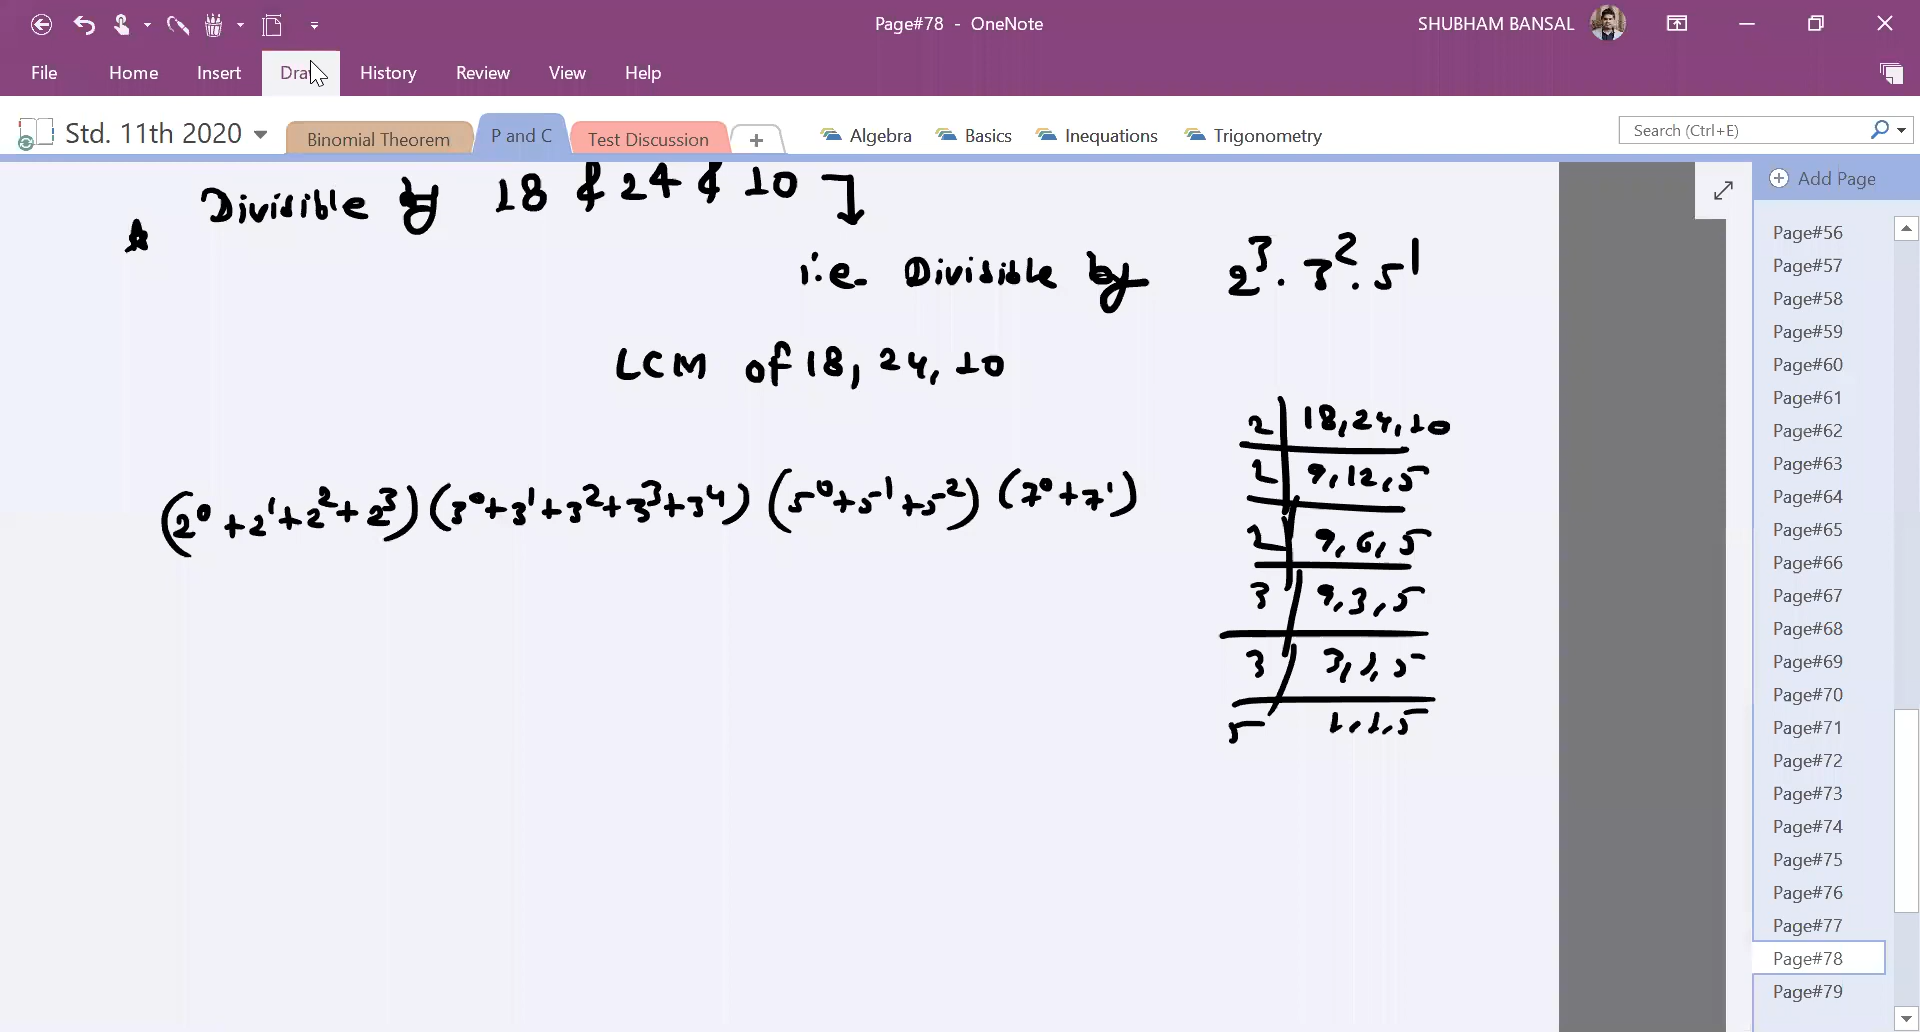 Page#78 - OneNote
SHUBHAM BANSAL
File Home Insert Draw History Review View Help
Std. 11th 2020
Binomial Theorem
P and C
Test Discussion
Algebra
Basics
Inequations
Trigonometry
Search (Ctrl+E)
Divisible by 18 & 24 & 10
i.e. Divisible by 2³ · 3² · 5¹
LCM of 18, 24, 10
(2⁰ + 2¹ + 2² + 2³) (3⁰ + 3¹ + 3² + 3³ + 3⁴) (5⁰ + 5¹ + 5²) (7⁰ + 7¹)
2 | 18, 24, 10
2 | 9, 12, 5
2 | 9, 6, 5
3 | 9, 3, 5
3 | 3, 1, 5
5 1, 1, 5
Add Page
Page#56
Page#57
Page#58
Page#59
Page#60
Page#61
Page#62
Page#63
Page#64
Page#65
Page#66
Page#67
Page#68
Page#69
Page#70
Page#71
Page#72
Page#73
Page#74
Page#75
Page#76
Page#77
Page#78
Page#79